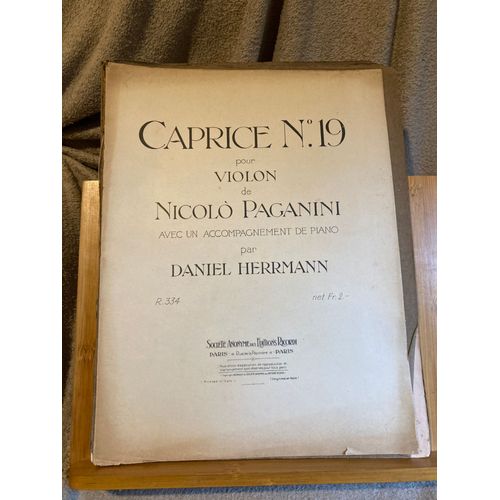 CAPRICE No. 19
pour
VIOLON
de
NICOLÒ PAGANINI
AVEC UN ACCOMPAGNEMENT DE PIANO
par
DANIEL HERRMANN
R. 334
net Fr. 2.-
SOCIÉTÉ ANONYME DES ÉDITIONS RICORDI
PARIS
PARIS